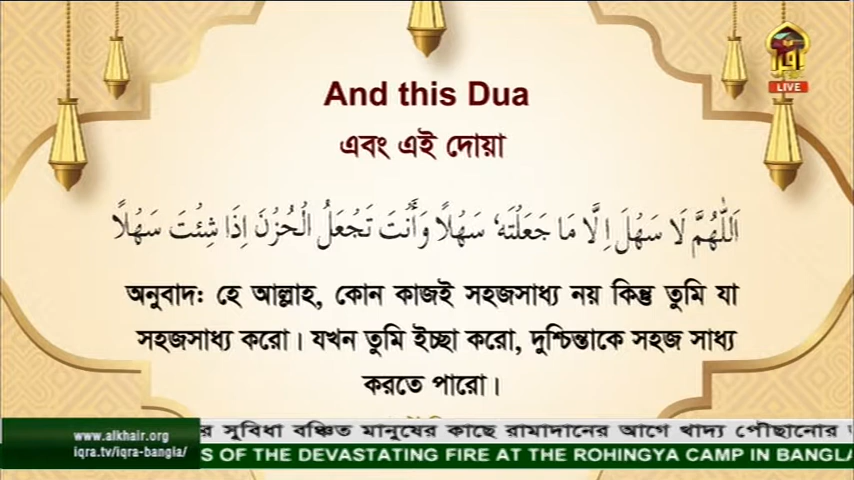 And this Dua
এবং এই দোয়া
اَللّٰهُمَّ لَا سَهْلَ اِلَّا مَا جَعَلْتَهٗ سَهْلًا وَأَنْتَ تَجْعَلُ الْحُزْنَ اِذَا شِئْتَ سَهْلًا
অনুবাদ: হে আল্লাহ, কোন কাজই সহজসাধ্য নয় কিন্তু তুমি যা
সহজসাধ্য করো। যখন তুমি ইচ্ছা করো, দুশ্চিন্তাকে সহজ সাধ্য
করতে পারো।
LIVE
www.alkhair.org
iqra.tv/iqra-bangla/
র সুবিধা বঞ্চিত মানুষের কাছে রামাদানের আগে খাদ্য পৌছানোর
S OF THE DEVASTATING FIRE AT THE ROHINGYA CAMP IN BANGLA